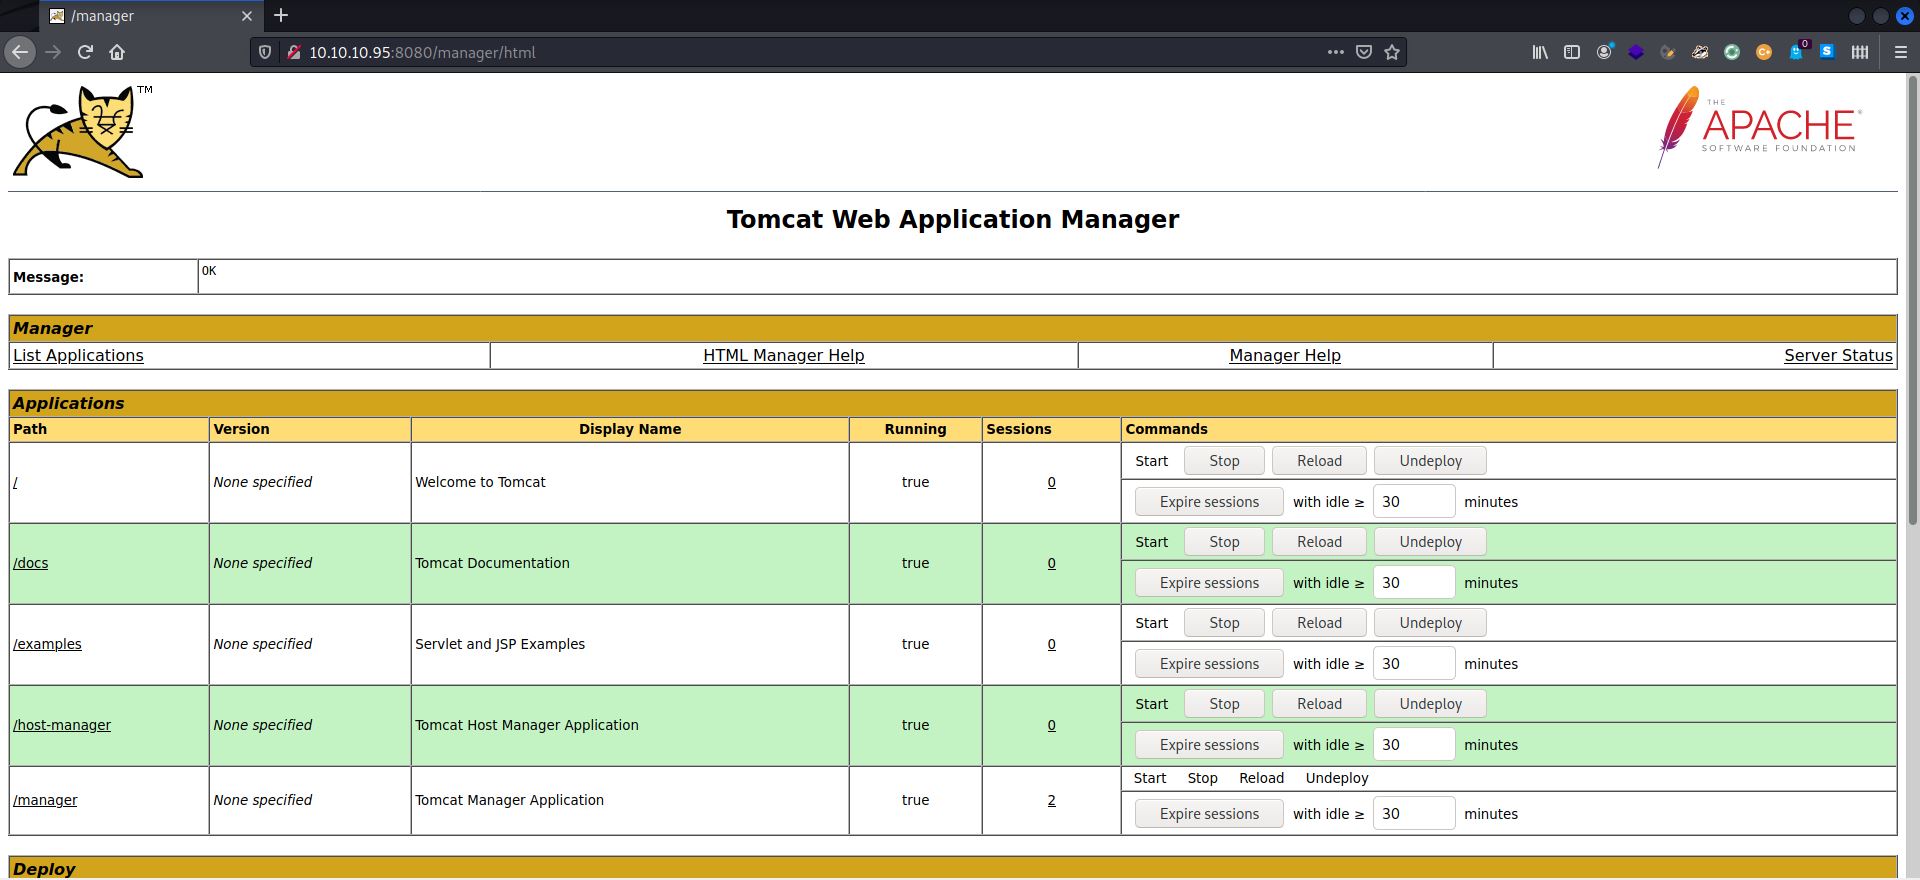 /manager
10.10.10.95:8080/manager/html
0
S
C+
TM
THE
APACHE®
SOFTWARE FOUNDATION
Tomcat Web Application Manager
Message: OK
Manager
List Applications HTML Manager Help Manager Help Server Status
Applications
Path Version Display Name Running Sessions Commands
/ None specified Welcome to Tomcat true 0 Start Stop Reload Undeploy
Expire sessions with idle ≥ 30 minutes
/docs None specified Tomcat Documentation true 0 Start Stop Reload Undeploy
Expire sessions with idle ≥ 30 minutes
/examples None specified Servlet and JSP Examples true 0 Start Stop Reload Undeploy
Expire sessions with idle ≥ 30 minutes
/host-manager None specified Tomcat Host Manager Application true 0 Start Stop Reload Undeploy
Expire sessions with idle ≥ 30 minutes
/manager None specified Tomcat Manager Application true 2 Start Stop Reload Undeploy
Expire sessions with idle ≥ 30 minutes
Deploy